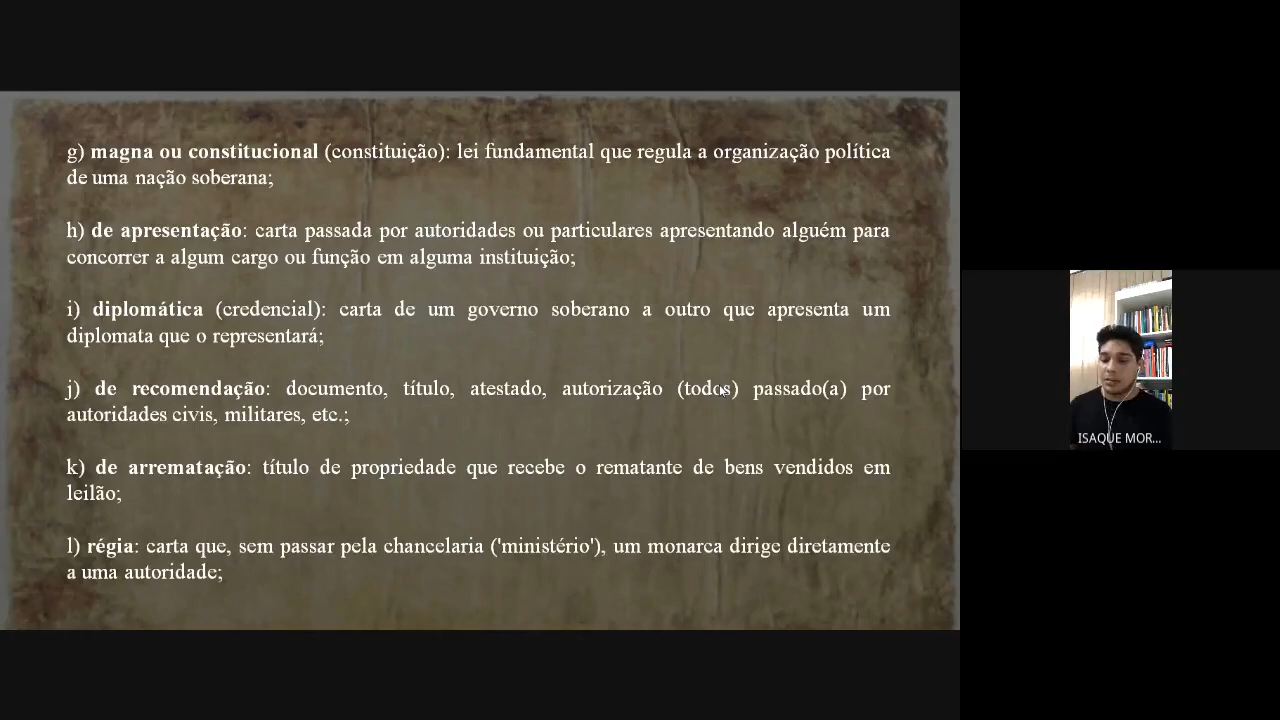 g) magna ou constitucional (constituição): lei fundamental que regula a organização política
de uma nação soberana;
h) de apresentação: carta passada por autoridades ou particulares apresentando alguém para
concorrer a algum cargo ou função em alguma instituição;
i) diplomática (credencial): carta de um governo soberano a outro que apresenta um
diplomata que o representará;
j) de recomendação: documento, título, atestado, autorização (todos) passado(a) por
autoridades civis, militares, etc.;
k) de arrematação: título de propriedade que recebe o rematante de bens vendidos em
leilão;
l) régia: carta que, sem passar pela chancelaria ('ministério'), um monarca dirige diretamente
a uma autoridade;
ISAQUE MOR...